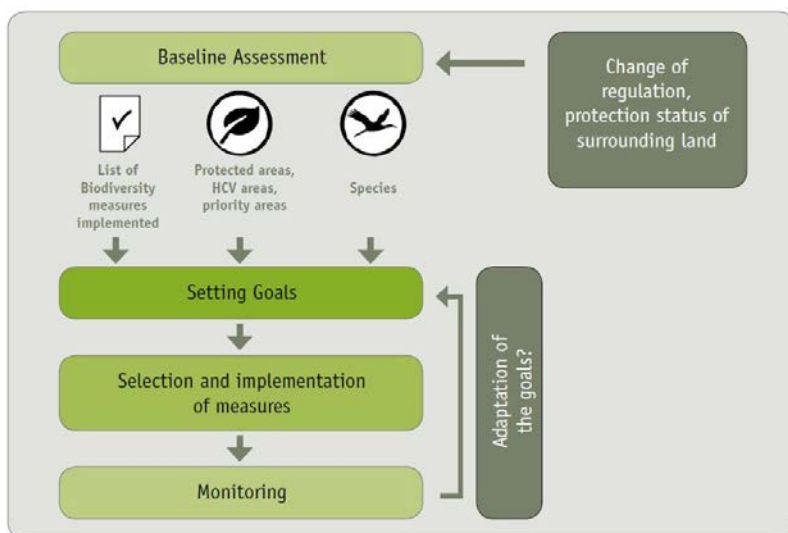 Baseline Assessment
Change of
regulation,
protection status of
surrounding land
List of
Biodiversity
measures
implemented
Protected areas,
HCV areas,
priority areas
Species
Setting Goals
Selection and implementation
of measures
Monitoring
Adaptation of
the goals?